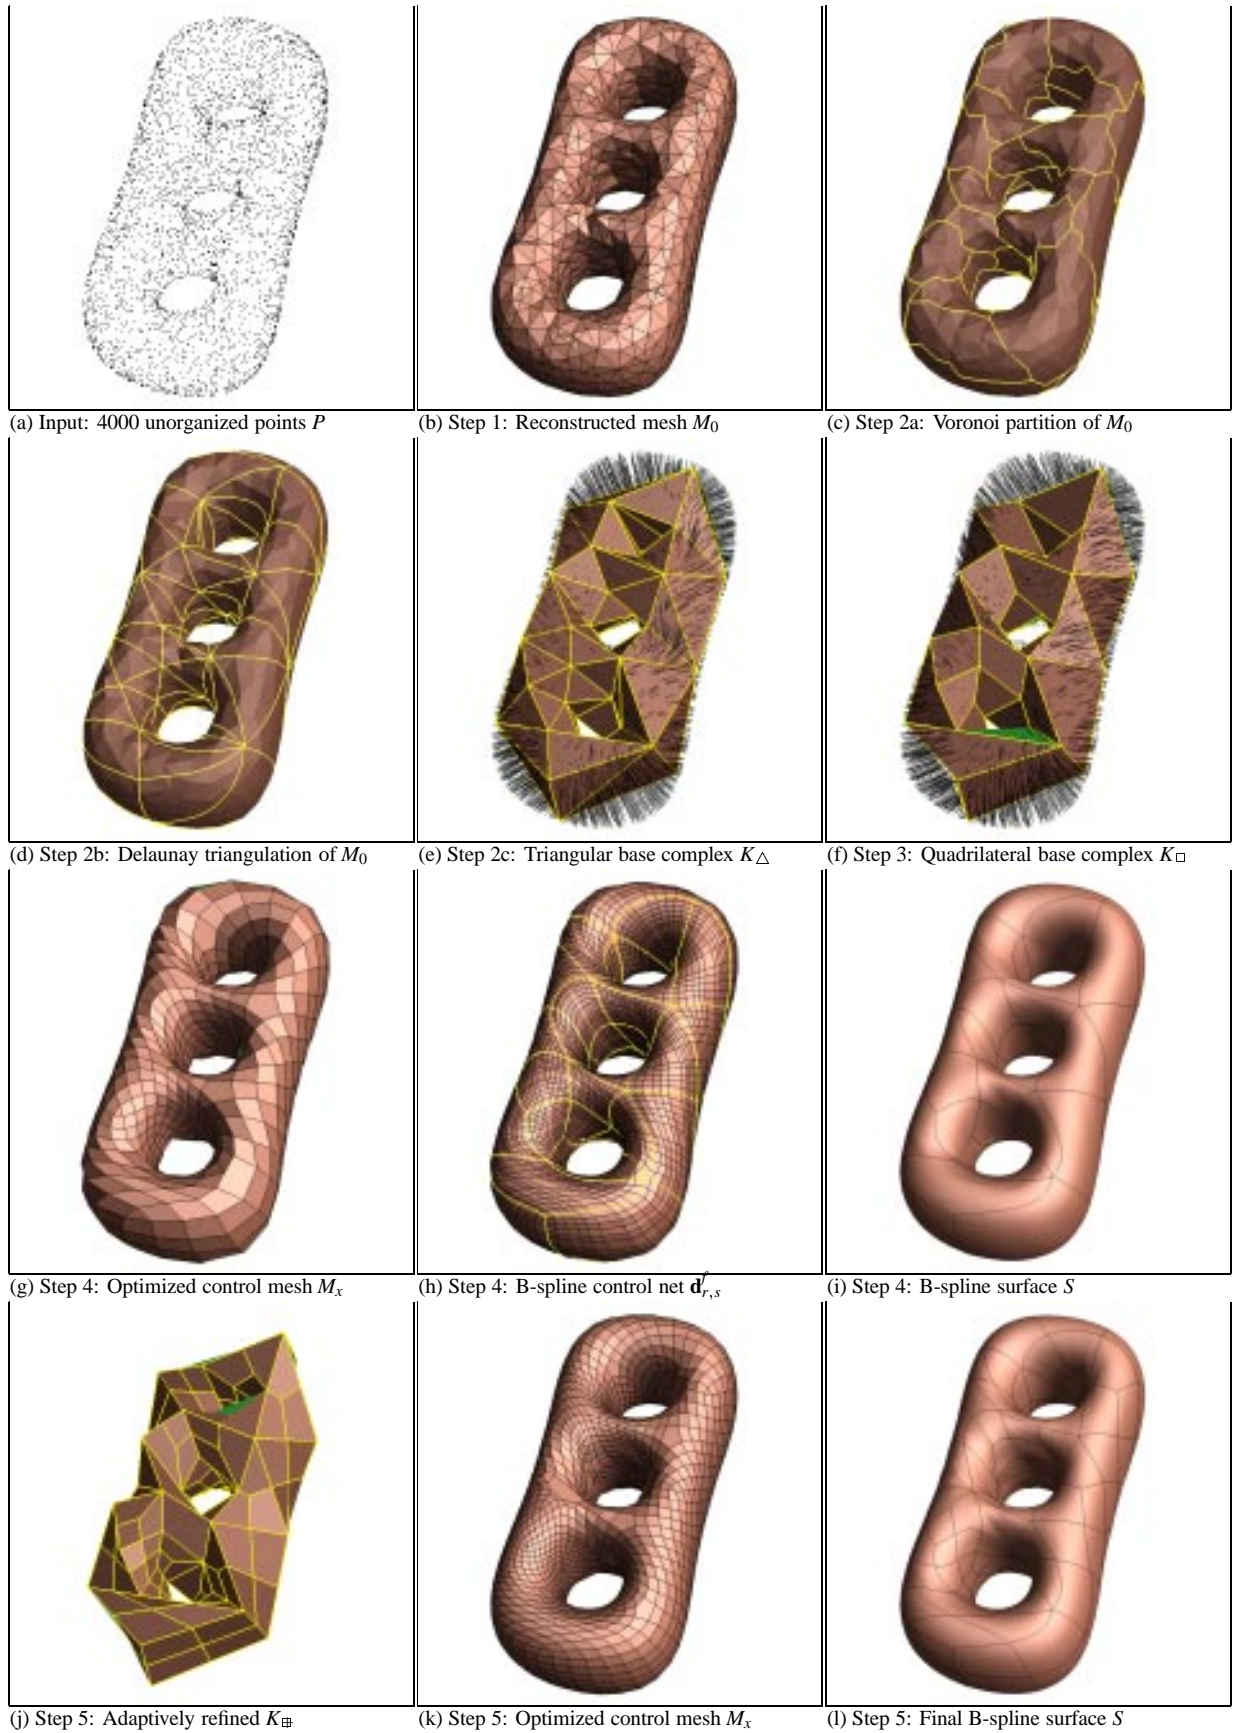 (a) Input: 4000 unorganized points P
(b) Step 1: Reconstructed mesh M₀
(c) Step 2a: Voronoi partition of M₀
(d) Step 2b: Delaunay triangulation of M₀
(e) Step 2c: Triangular base complex K△
(f) Step 3: Quadrilateral base complex K□
(g) Step 4: Optimized control mesh Mₓ
(h) Step 4: B-spline control net d^f_{r,s}
(i) Step 4: B-spline surface S
(j) Step 5: Adaptively refined K⊞
(k) Step 5: Optimized control mesh Mₓ
(l) Step 5: Final B-spline surface S